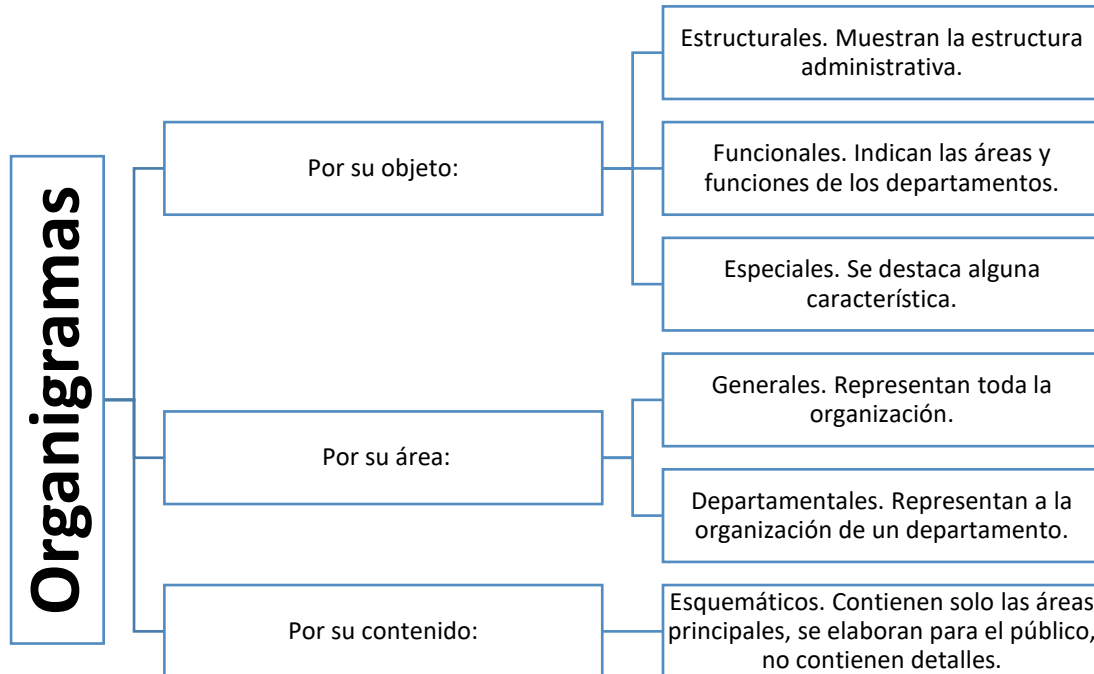 Organigramas
Por su objeto:
Estructurales. Muestran la estructura
administrativa.
Funcionales. Indican las áreas y
funciones de los departamentos.
Especiales. Se destaca alguna
característica.
Por su área:
Generales. Representan toda la
organización.
Departamentales. Representan a la
organización de un departamento.
Por su contenido:
Esquemáticos. Contienen solo las áreas
principales, se elaboran para el público,
no contienen detalles.